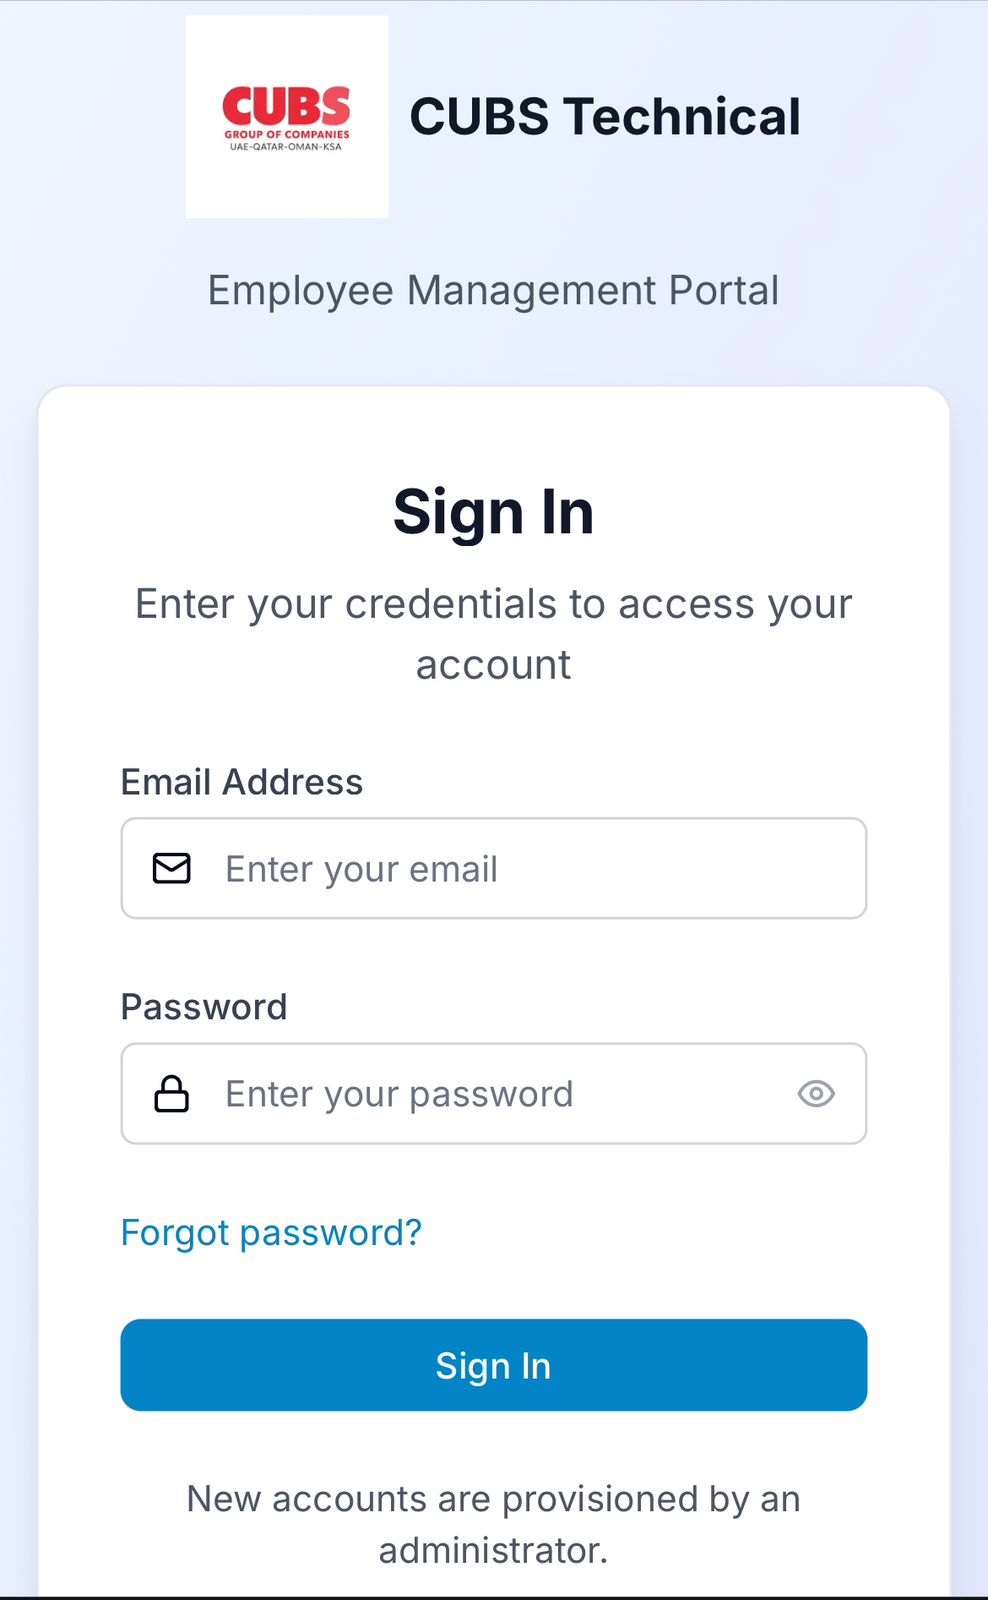 CUBS
GROUP OF COMPANIES
UAE-QATAR-OMAN-KSA
CUBS Technical
Employee Management Portal
Sign In
Enter your credentials to access your
account
Email Address
Enter your email
Password
Enter your password
Forgot password?
Sign In
New accounts are provisioned by an
administrator.